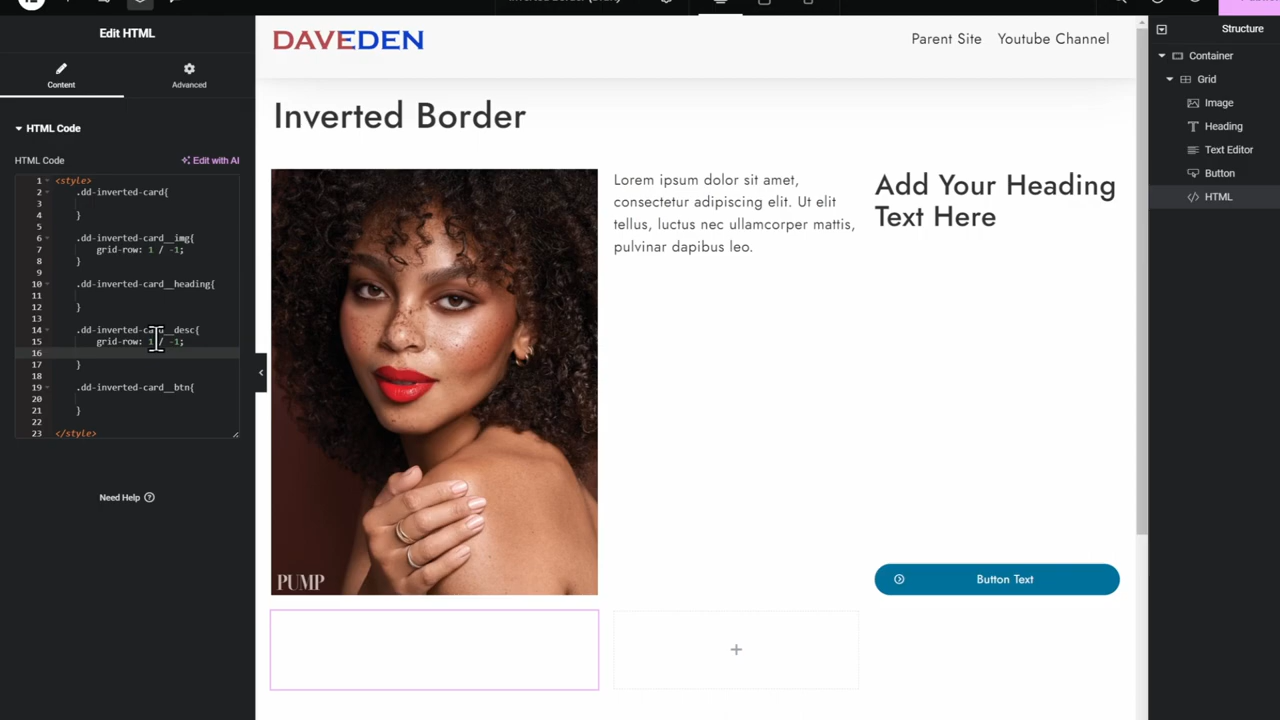 Edit HTML
Content
Advanced
HTML Code
HTML Code
Edit with AI
1 <style>
2 .dd-inverted-card{
3
4 }
5
6 .dd-inverted-card__img{
7 grid-row: 1 / -1;
8 }
9
10 .dd-inverted-card__heading{
11
12 }
13
14 .dd-inverted-card__desc{
15 grid-row: 1 / -1;
16
17 }
18
19 .dd-inverted-card__btn{
20
21 }
22
23 </style>
Need Help
DAVEDEN
Parent Site
Youtube Channel
Inverted Border
PUMP
Lorem ipsum dolor sit amet,
consectetur adipiscing elit. Ut elit
tellus, luctus nec ullamcorper mattis,
pulvinar dapibus leo.
Add Your Heading
Text Here
Button Text
Structure
Container
Grid
Image
Heading
Text Editor
Button
HTML